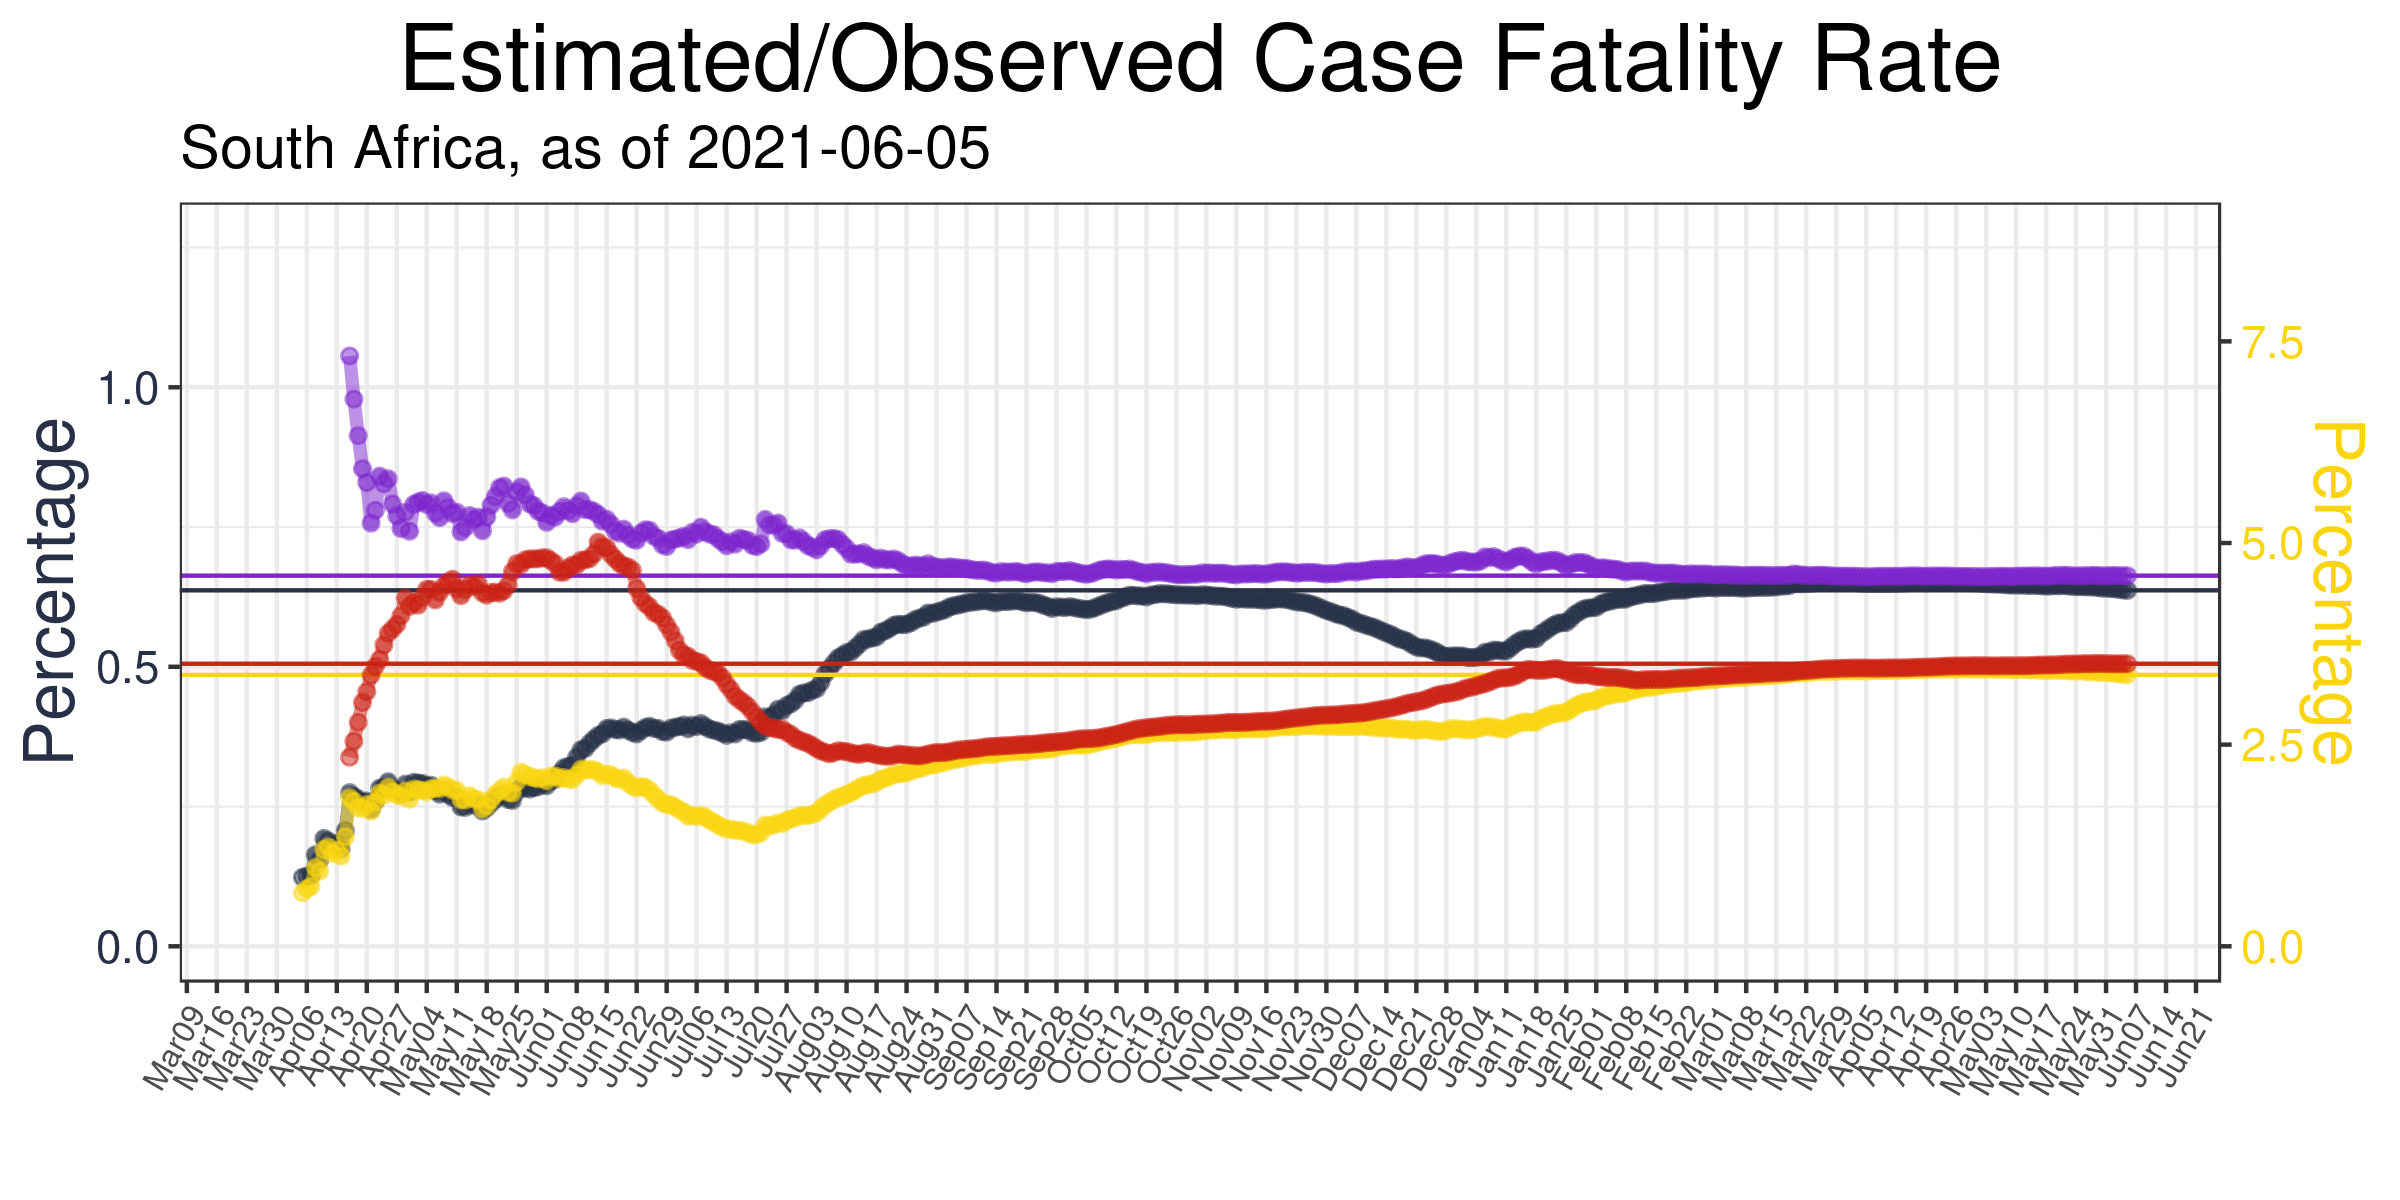 Estimated/Observed Case Fatality Rate
South Africa, as of 2021-06-05
Percentage
1.0
0.5
0.0
7.5
5.0
2.5
0.0
Percentage
Mar09 Mar16 Mar23 Mar30 Apr06 Apr13 Apr20 Apr27 May04 May11 May18 May25 Jun01 Jun08 Jun15 Jun22 Jun29 Jul06 Jul13 Jul20 Jul27 Aug03 Aug10 Aug17 Aug24 Aug31 Sep07 Sep14 Sep21 Sep28 Oct05 Oct12 Oct19 Oct26 Nov02 Nov09 Nov16 Nov23 Nov30 Dec07 Dec14 Dec21 Dec28 Jan04 Jan11 Jan18 Jan25 Feb01 Feb08 Feb15 Feb22 Mar01 Mar08 Mar15 Mar22 Mar29 Apr05 Apr12 Apr19 Apr26 May03 May10 May17 May24 May31 Jun07 Jun14 Jun21